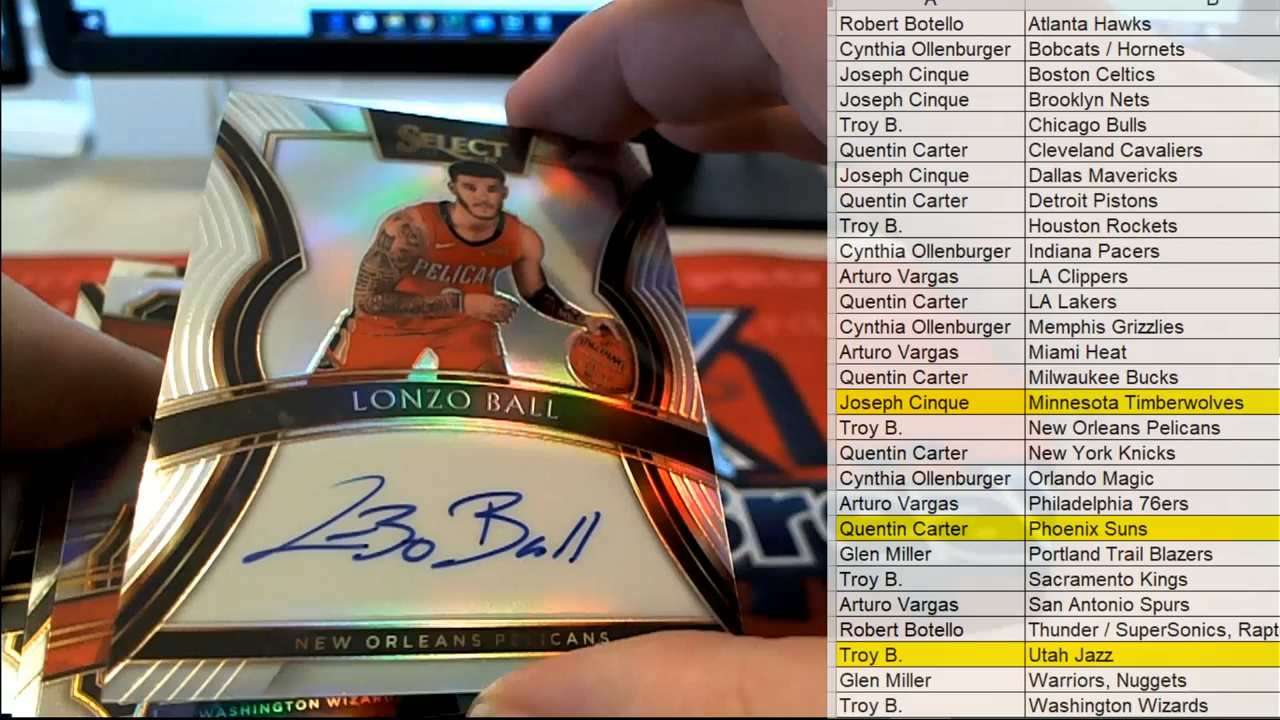 SELECT
PELICA
SPALDING
LONZO BALL
L3o Ball
NEW ORLEANS PELICANS
WASHINGTON WIZAR
A B
Robert Botello Atlanta Hawks
Cynthia Ollenburger Bobcats / Hornets
Joseph Cinque Boston Celtics
Joseph Cinque Brooklyn Nets
Troy B. Chicago Bulls
Quentin Carter Cleveland Cavaliers
Joseph Cinque Dallas Mavericks
Quentin Carter Detroit Pistons
Troy B. Houston Rockets
Cynthia Ollenburger Indiana Pacers
Arturo Vargas LA Clippers
Quentin Carter LA Lakers
Cynthia Ollenburger Memphis Grizzlies
Arturo Vargas Miami Heat
Quentin Carter Milwaukee Bucks
Joseph Cinque Minnesota Timberwolves
Troy B. New Orleans Pelicans
Quentin Carter New York Knicks
Cynthia Ollenburger Orlando Magic
Arturo Vargas Philadelphia 76ers
Quentin Carter Phoenix Suns
Glen Miller Portland Trail Blazers
Troy B. Sacramento Kings
Arturo Vargas San Antonio Spurs
Robert Botello Thunder / SuperSonics, Rapt
Troy B. Utah Jazz
Glen Miller Warriors, Nuggets
Troy B. Washington Wizards